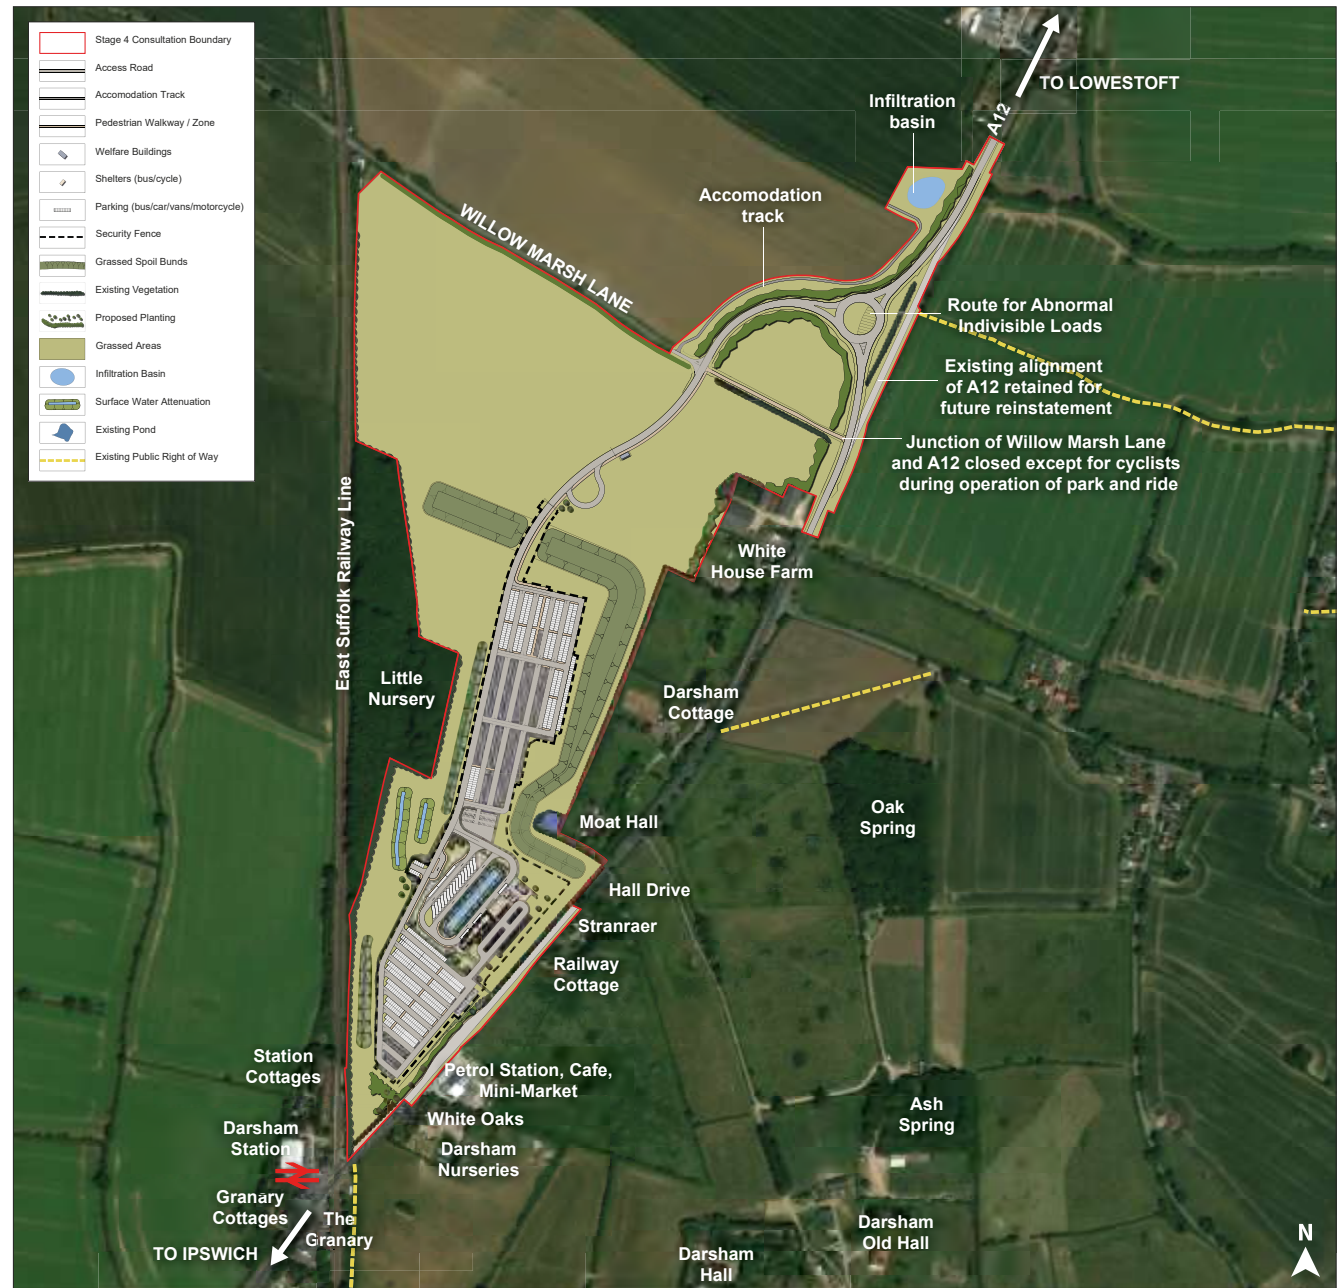 Stage 4 Consultation Boundary
Access Road
Accomodation Track
Pedestrian Walkway / Zone
Welfare Buildings
Shelters (bus/cycle)
Parking (bus/car/vans/motorcycle)
Security Fence
Grassed Spoil Bunds
Existing Vegetation
Proposed Planting
Grassed Areas
Infiltration Basin
Surface Water Attenuation
Existing Pond
Existing Public Right of Way
TO LOWESTOFT
A12
Infiltration
basin
Accomodation
track
WILLOW MARSH LANE
Route for Abnormal
Indivisible Loads
Existing alignment
of A12 retained for
future reinstatement
Junction of Willow Marsh Lane
and A12 closed except for cyclists
during operation of park and ride
White
House Farm
East Suffolk Railway Line
Little
Nursery
Darsham
Cottage
Oak
Spring
Moat Hall
Hall Drive
Stranraer
Railway
Cottage
Station
Cottages
Petrol Station, Cafe,
Mini-Market
White Oaks
Darsham
Station
Darsham
Nurseries
Ash
Spring
Granary
Cottages
The
Granary
TO IPSWICH
Darsham
Old Hall
Darsham
Hall
N